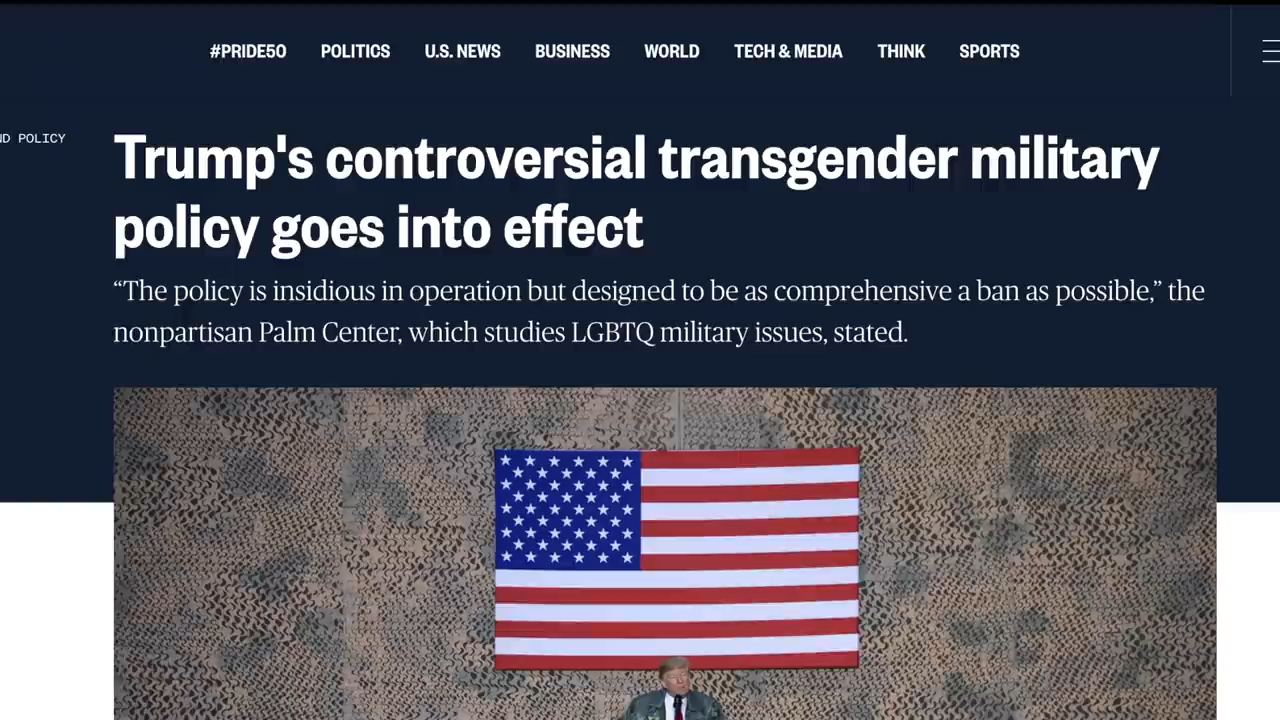 #PRIDE50 POLITICS U.S. NEWS BUSINESS WORLD TECH & MEDIA THINK SPORTS
ND POLICY
Trump's controversial transgender military
policy goes into effect
“The policy is insidious in operation but designed to be as comprehensive a ban as possible,” the
nonpartisan Palm Center, which studies LGBTQ military issues, stated.